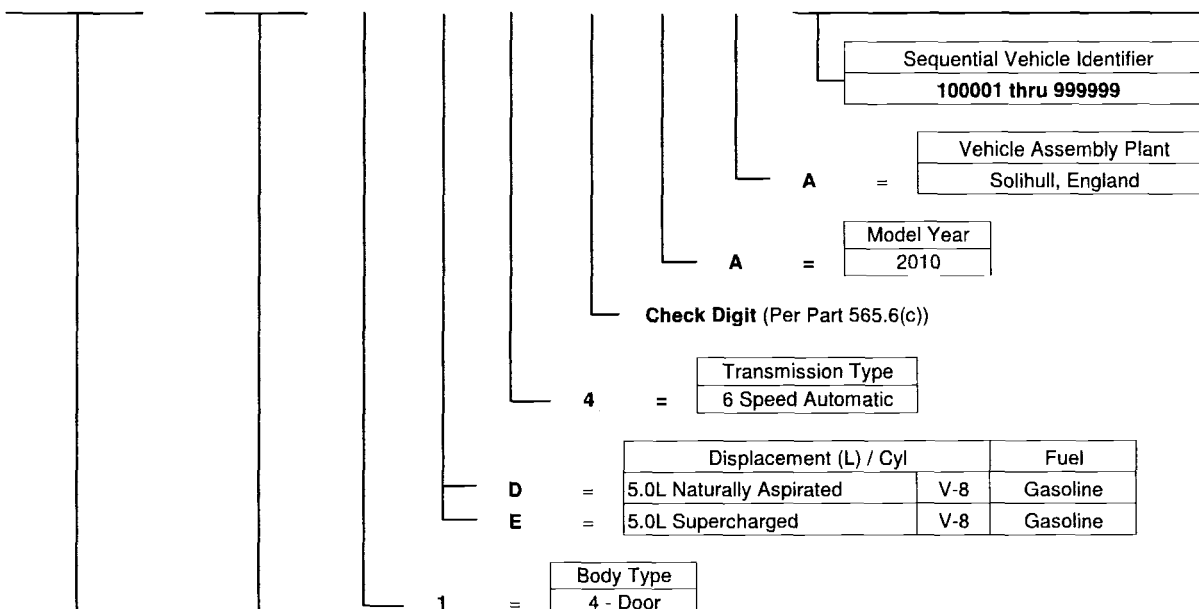 Sequential Vehicle Identifier
100001 thru 999999
Vehicle Assembly Plant
A = Solihull, England
Model Year
A = 2010
Check Digit (Per Part 565.6(c))
Transmission Type
4 = 6 Speed Automatic
Displacement (L) / Cyl Fuel
D = 5.0L Naturally Aspirated V-8 Gasoline
E = 5.0L Supercharged V-8 Gasoline
Body Type
1 = 4 - Door